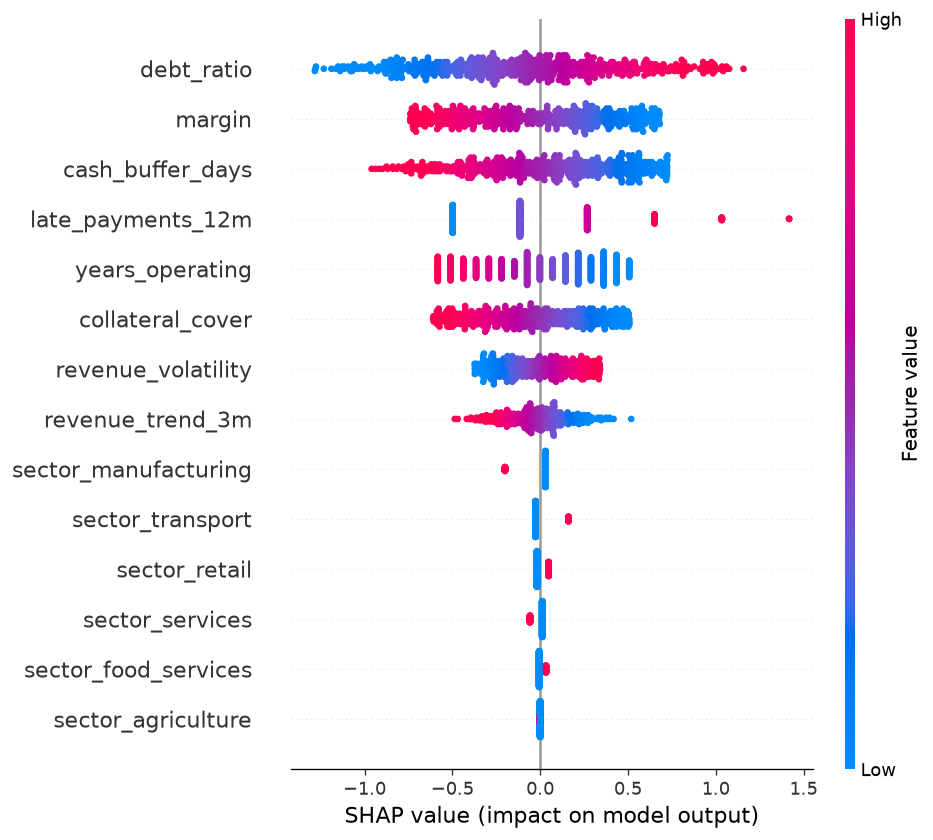 High
debt_ratio
margin
cash_buffer_days
late_payments_12m
years_operating
collateral_cover
revenue_volatility
revenue_trend_3m
sector_manufacturing
sector_transport
sector_retail
sector_services
sector_food_services
sector_agriculture
Feature value
Low
−1.0 −0.5 0.0 0.5 1.0 1.5
SHAP value (impact on model output)